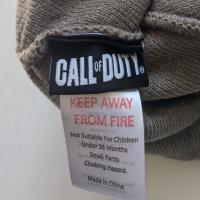 CALL OF DUTY®
KEEP AWAY
FROM FIRE
Not Suitable For Children
Under 36 Months
Small Parts.
Choking Hazard.
Made in China